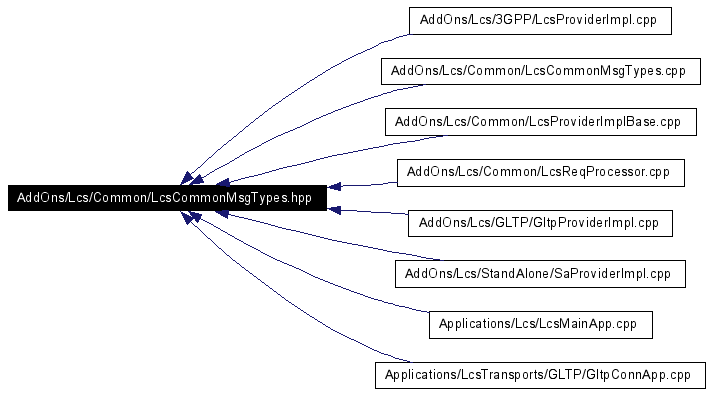 AddOns/Lcs/3GPP/LcsProviderImpl.cpp
AddOns/Lcs/Common/LcsCommonMsgTypes.cpp
AddOns/Lcs/Common/LcsProviderImplBase.cpp
AddOns/Lcs/Common/LcsReqProcessor.cpp
AddOns/Lcs/Common/LcsCommonMsgTypes.hpp
AddOns/Lcs/GLTP/GltpProviderImpl.cpp
AddOns/Lcs/StandAlone/SaProviderImpl.cpp
Applications/Lcs/LcsMainApp.cpp
Applications/LcsTransports/GLTP/GltpConnApp.cpp